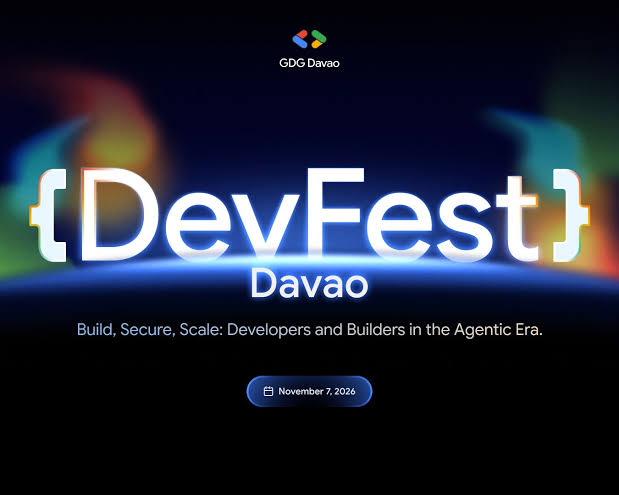 GDG Davao
{DevFest}
Davao
Build, Secure, Scale: Developers and Builders in the Agentic Era.
November 7, 2026